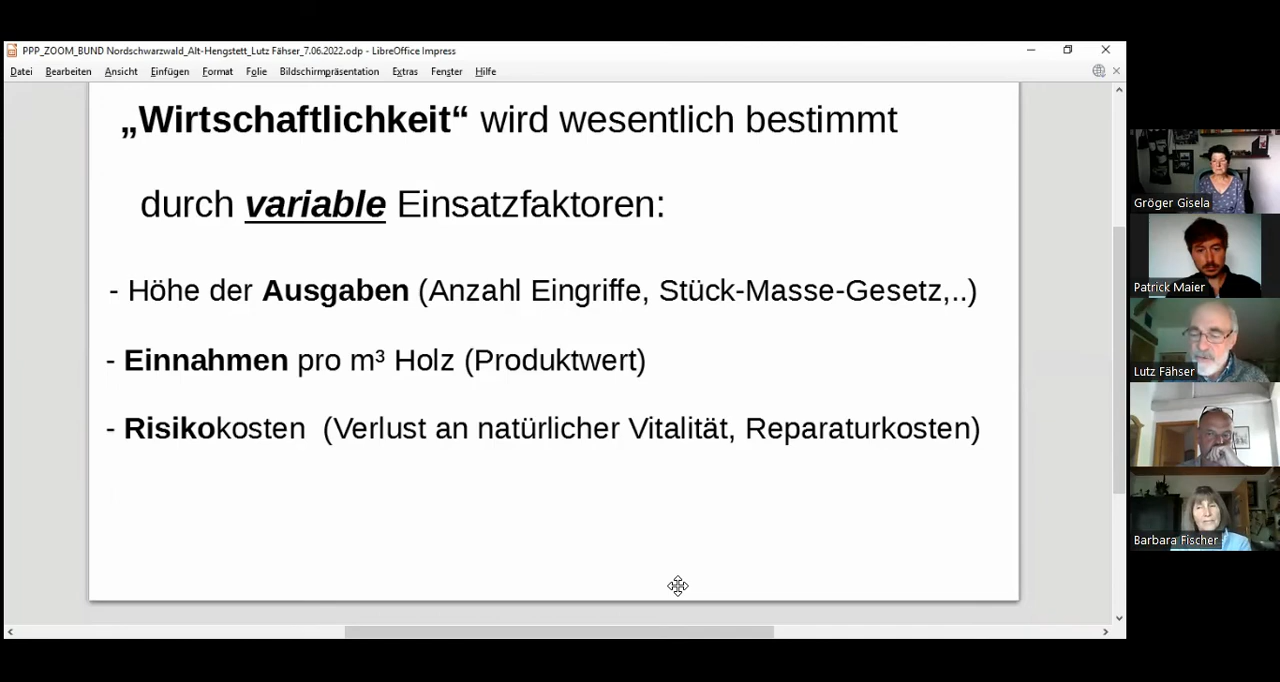 PPP_ZOOM_BUND Nordschwarzwald_Alt-Hengstett_Lutz Fähser_7.06.2022.odp - LibreOffice Impress
Datei Bearbeiten Ansicht Einfügen Format Folie Bildschirmpräsentation Extras Fenster Hilfe
„Wirtschaftlichkeit“ wird wesentlich bestimmt
durch variable Einsatzfaktoren:
- Höhe der Ausgaben (Anzahl Eingriffe, Stück-Masse-Gesetz,..)
- Einnahmen pro m³ Holz (Produktwert)
- Risikokosten (Verlust an natürlicher Vitalität, Reparaturkosten)
Gröger Gisela
Patrick Maier
Lutz Fähser
Barbara Fischer